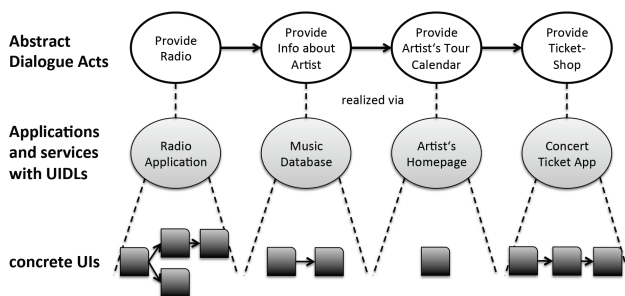 Abstract
Dialogue Acts
Provide
Radio
Provide
Info about
Artist
Provide
Artist's Tour
Calendar
Provide
Ticket-
Shop
realized via
Applications
and services
with UIDLs
Radio
Application
Music
Database
Artist's
Homepage
Concert
Ticket App
concrete UIs